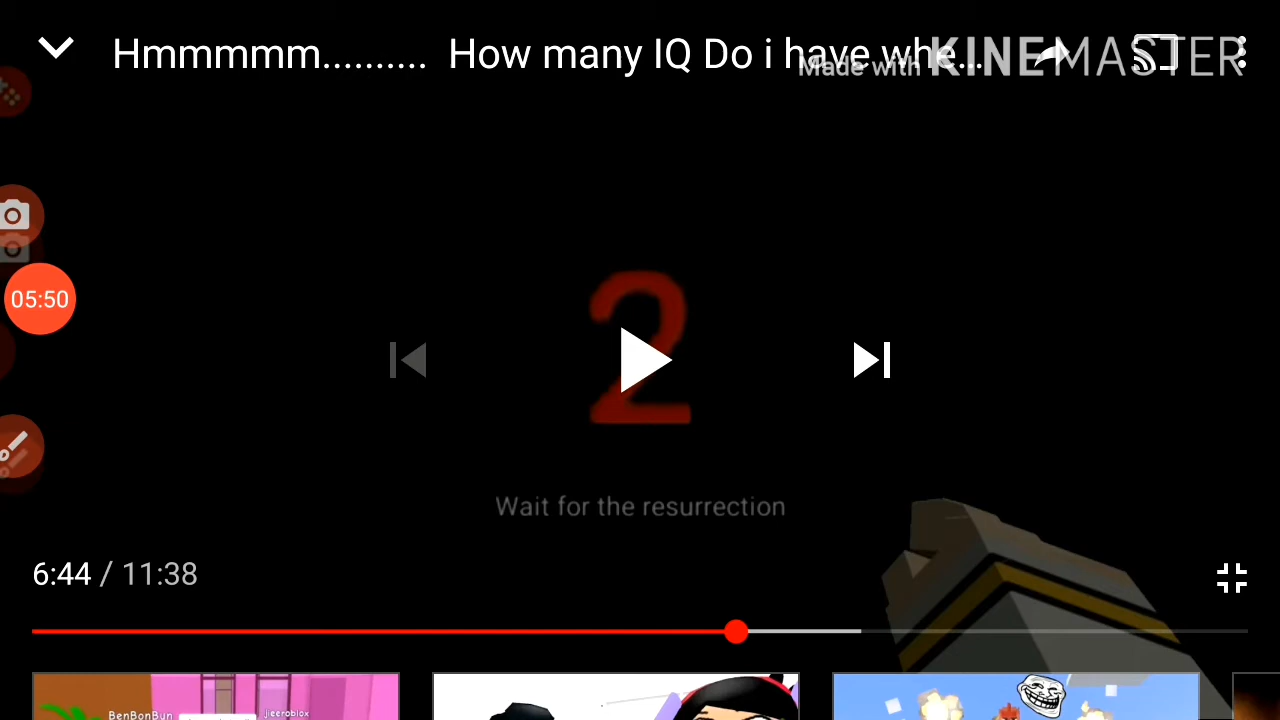 Hmmmmm.......... How many IQ Do i have whe...
Made with KINEMASTER
05:50
2
Wait for the resurrection
6:44 / 11:38
BenBonBun
jieeroblox